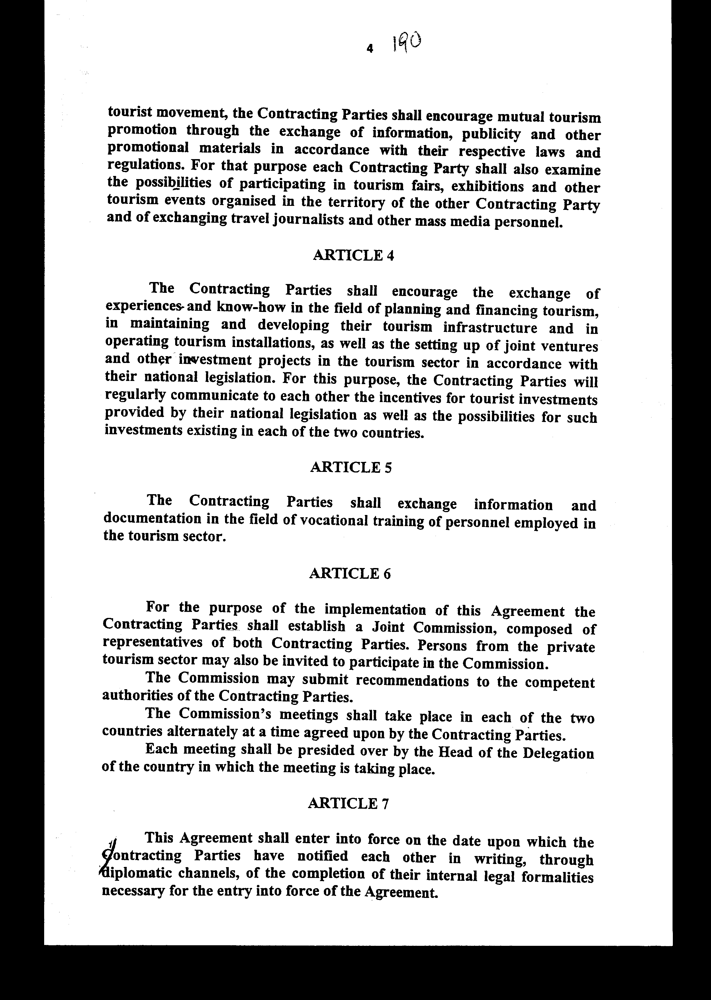 4 190
tourist movement, the Contracting Parties shall encourage mutual tourism
promotion through the exchange of information, publicity and other
promotional materials in accordance with their respective laws and
regulations. For that purpose each Contracting Party shall also examine
the possibilities of participating in tourism fairs, exhibitions and other
tourism events organised in the territory of the other Contracting Party
and of exchanging travel journalists and other mass media personnel.
ARTICLE 4
The Contracting Parties shall encourage the exchange of
experiences and know-how in the field of planning and financing tourism,
in maintaining and developing their tourism infrastructure and in
operating tourism installations, as well as the setting up of joint ventures
and other investment projects in the tourism sector in accordance with
their national legislation. For this purpose, the Contracting Parties will
regularly communicate to each other the incentives for tourist investments
provided by their national legislation as well as the possibilities for such
investments existing in each of the two countries.
ARTICLE 5
The Contracting Parties shall exchange information and
documentation in the field of vocational training of personnel employed in
the tourism sector.
ARTICLE 6
For the purpose of the implementation of this Agreement the
Contracting Parties shall establish a Joint Commission, composed of
representatives of both Contracting Parties. Persons from the private
tourism sector may also be invited to participate in the Commission.
The Commission may submit recommendations to the competent
authorities of the Contracting Parties.
The Commission's meetings shall take place in each of the two
countries alternately at a time agreed upon by the Contracting Parties.
Each meeting shall be presided over by the Head of the Delegation
of the country in which the meeting is taking place.
ARTICLE 7
This Agreement shall enter into force on the date upon which the
Contracting Parties have notified each other in writing, through
diplomatic channels, of the completion of their internal legal formalities
necessary for the entry into force of the Agreement.